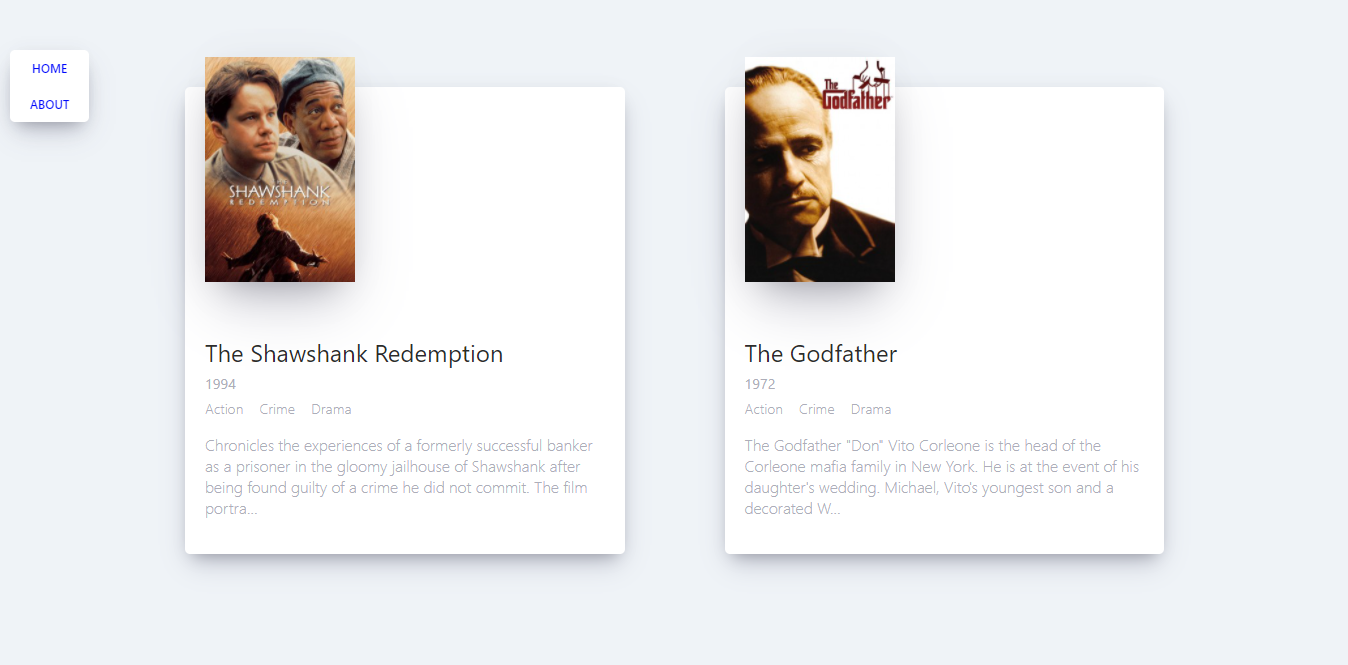 HOME
ABOUT
SHAWSHANK
REDEMPTION
The Shawshank Redemption
1994
Action Crime Drama
Chronicles the experiences of a formerly successful banker
as a prisoner in the gloomy jailhouse of Shawshank after
being found guilty of a crime he did not commit. The film
portra...
The
Godfather
The Godfather
1972
Action Crime Drama
The Godfather "Don" Vito Corleone is the head of the
Corleone mafia family in New York. He is at the event of his
daughter's wedding. Michael, Vito's youngest son and a
decorated W...